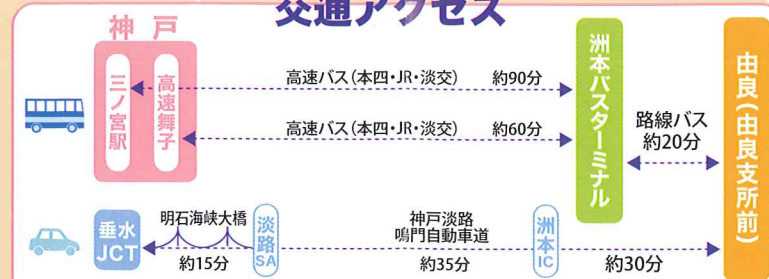 交通アクセス
神戸
三ノ宮駅
高速舞子
高速バス(本四・JR・淡交) 約90分
高速バス(本四・JR・淡交) 約60分
洲本バスターミナル
路線バス
約20分
由良(由良支所前)
垂水
JCT
明石海峡大橋
約15分
淡路SA
神戸淡路
鳴門自動車道
約35分
洲本IC
約30分